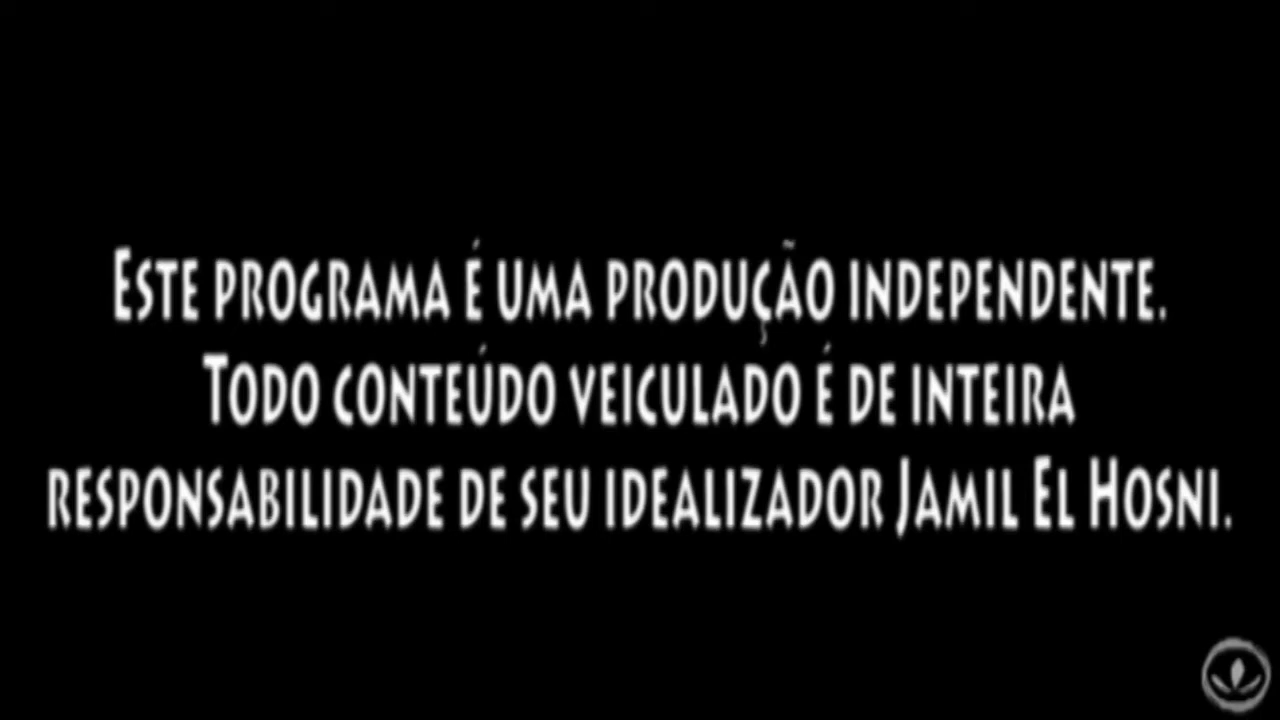 Este programa é uma produção independente.
Todo conteúdo veiculado é de inteira
responsabilidade de seu idealizador Jamil El Hosni.